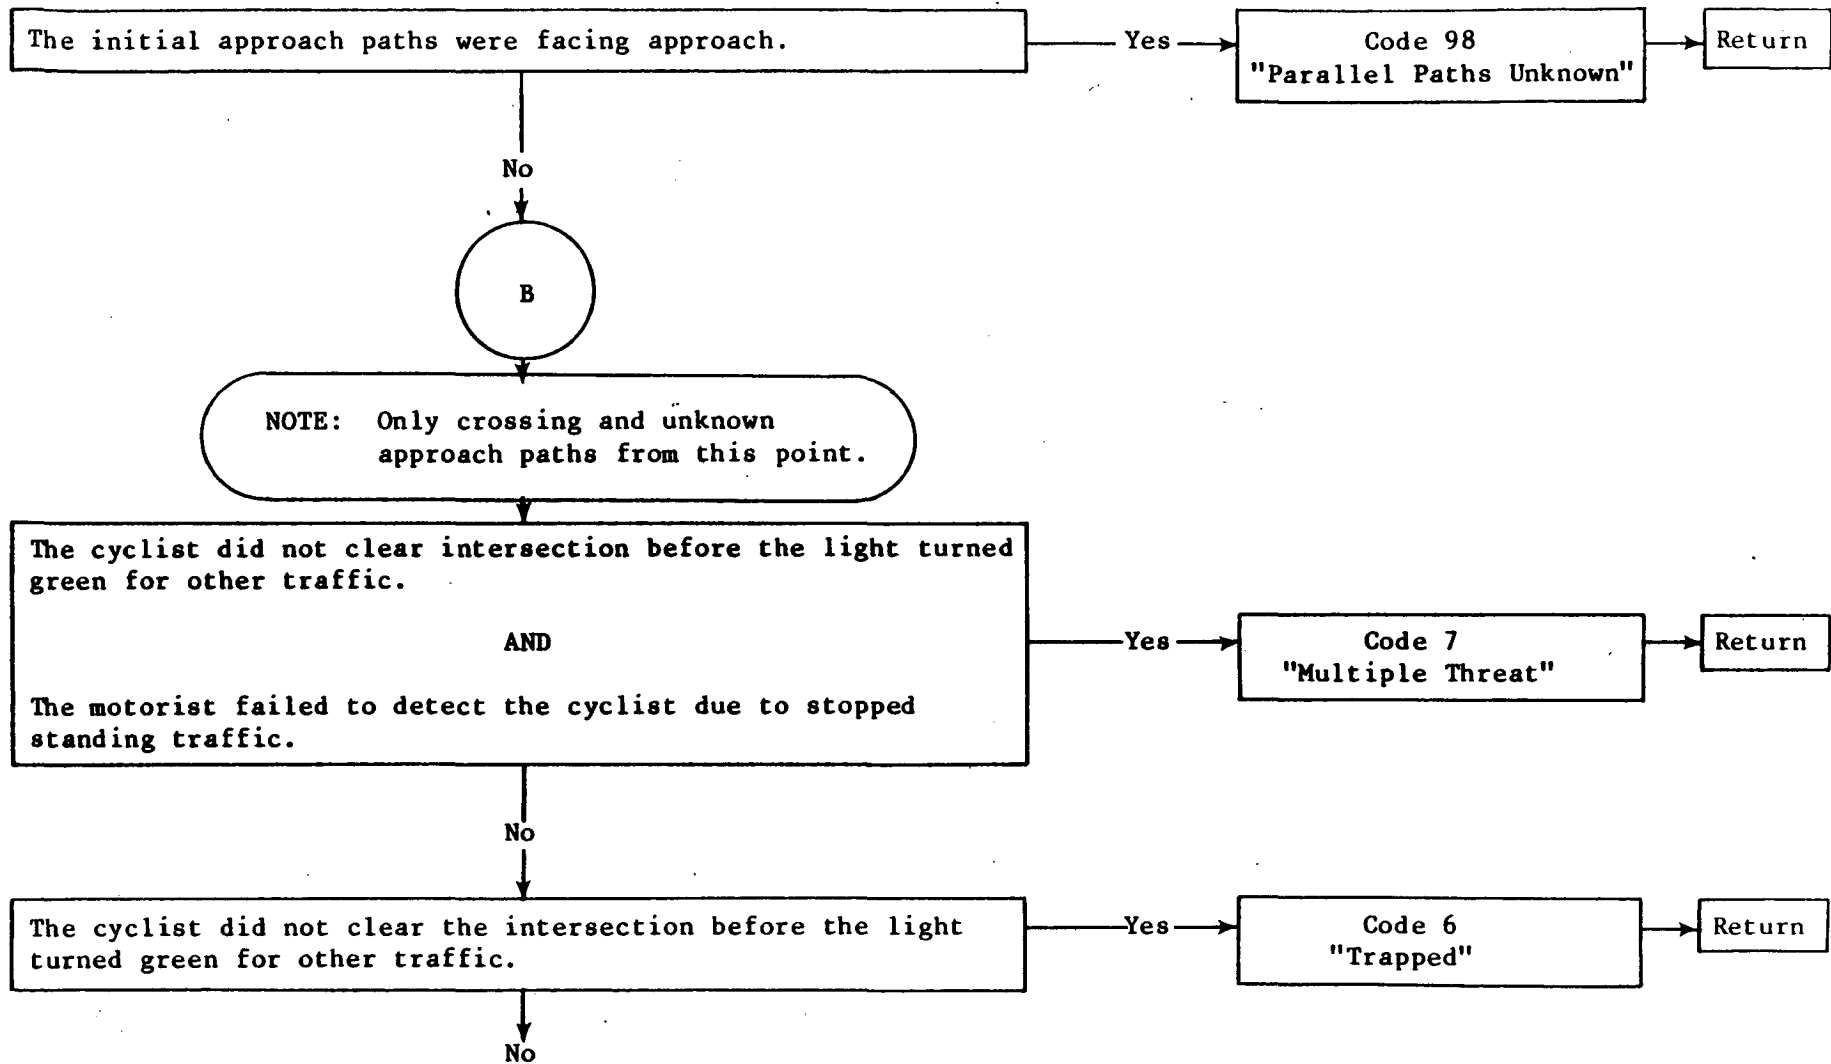 The initial approach paths were facing approach.
Yes
Code 98
"Parallel Paths Unknown"
Return
No
B
NOTE: Only crossing and unknown
approach paths from this point.
The cyclist did not clear intersection before the light turned
green for other traffic.
AND
The motorist failed to detect the cyclist due to stopped
standing traffic.
Yes
Code 7
"Multiple Threat"
Return
No
The cyclist did not clear the intersection before the light
turned green for other traffic.
Yes
Code 6
"Trapped"
Return
No